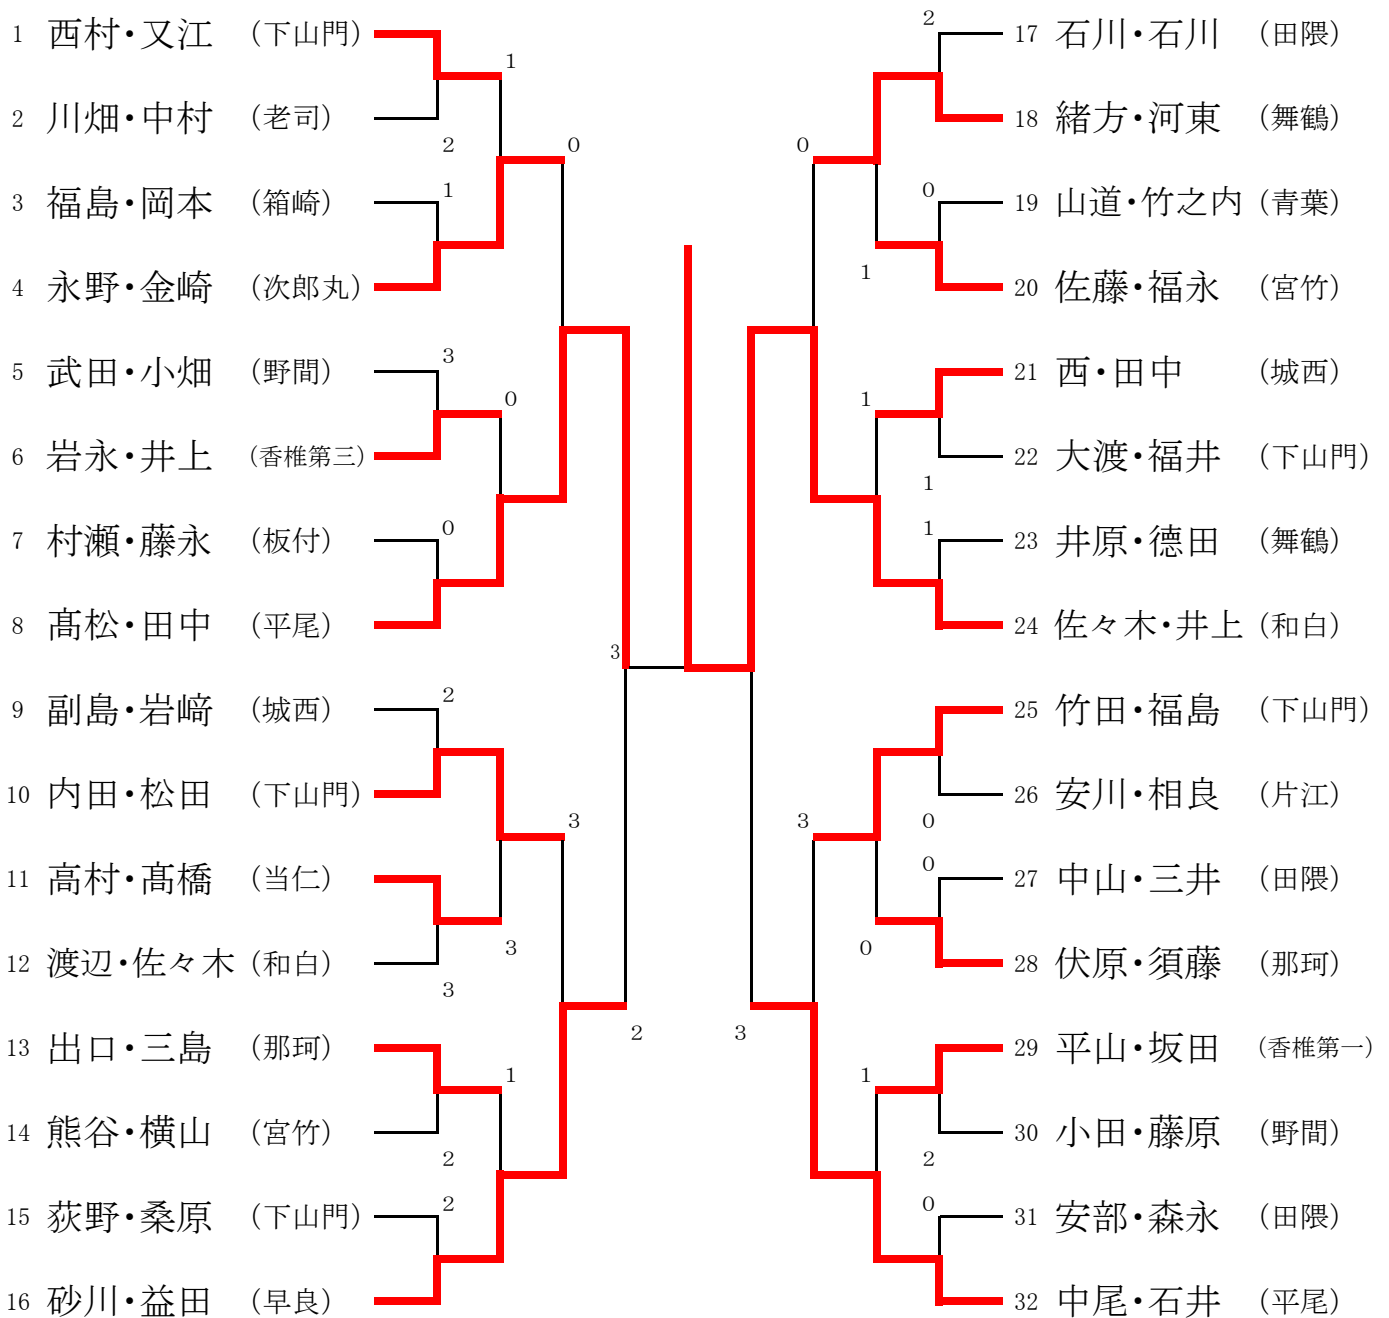 1 西村・又江 (下山門)
1
2 川畑・中村 (老司)
2
0
3 福島・岡本 (箱崎)
1
4 永野・金崎 (次郎丸)
5 武田・小畑 (野間)
3
0
6 岩永・井上 (香椎第三)
7 村瀬・藤永 (板付)
0
8 髙松・田中 (平尾)
3
9 副島・岩﨑 (城西)
2
10 内田・松田 (下山門)
3
11 高村・髙橋 (当仁)
3
12 渡辺・佐々木 (和白)
3
2
13 出口・三島 (那珂)
1
14 熊谷・横山 (宮竹)
2
15 荻野・桑原 (下山門)
2
16 砂川・益田 (早良)
2
17 石川・石川 (田隈)
18 緒方・河東 (舞鶴)
0
0
19 山道・竹之内 (青葉)
1
20 佐藤・福永 (宮竹)
21 西・田中 (城西)
1
22 大渡・福井 (下山門)
1
1
23 井原・德田 (舞鶴)
24 佐々木・井上 (和白)
25 竹田・福島 (下山門)
26 安川・相良 (片江)
3
0
0
27 中山・三井 (田隈)
0
28 伏原・須藤 (那珂)
3
29 平山・坂田 (香椎第一)
1
30 小田・藤原 (野間)
2
0
31 安部・森永 (田隈)
32 中尾・石井 (平尾)